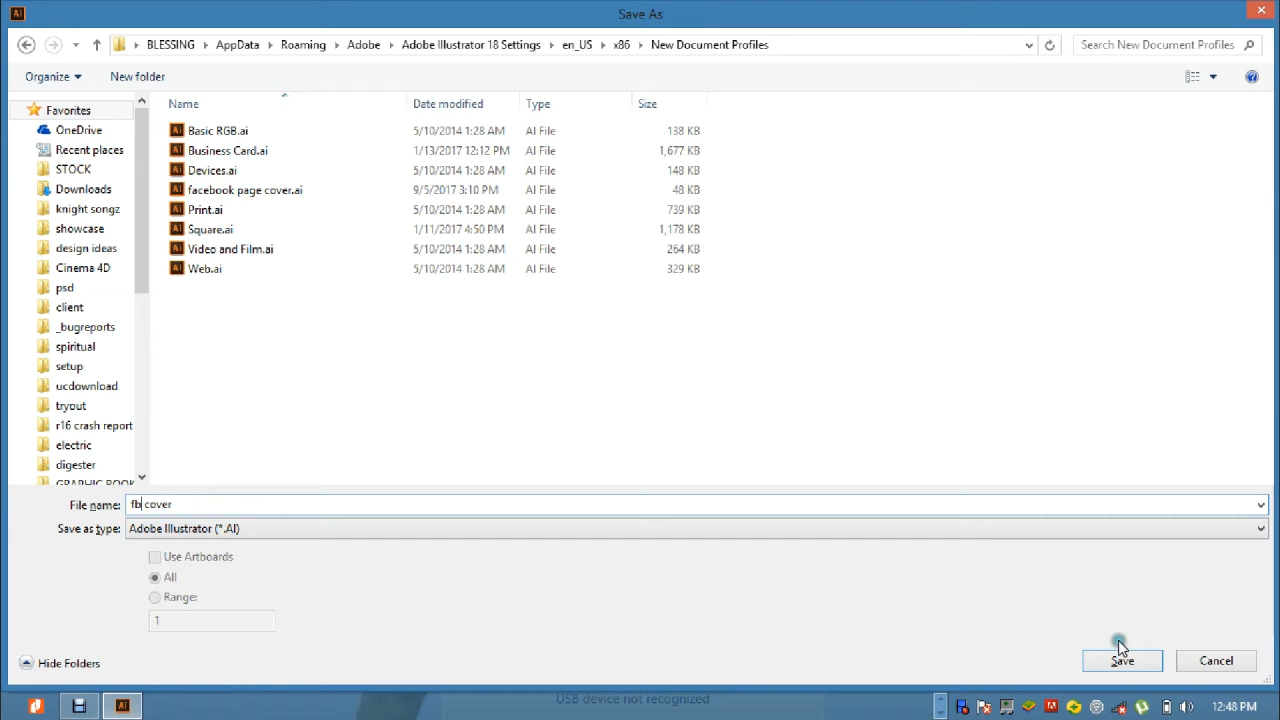 Save As
BLESSING AppData Roaming Adobe Adobe Illustrator 18 Settings en_US x86 New Document Profiles Search New Document Profiles
Organize New folder
Name Date modified Type Size
Favorites
OneDrive
Recent places
STOCK
Downloads
knight songz
showcase
design ideas
Cinema 4D
psd
client
_bugreports
spiritual
setup
ucdownload
tryout
r16 crash report
electric
digester
GRAPHIC BOOK
Basic RGB.ai 5/10/2014 1:28 AM AI File 138 KB
Business Card.ai 1/13/2017 12:12 PM AI File 1,677 KB
Devices.ai 5/10/2014 1:28 AM AI File 148 KB
facebook page cover.ai 9/5/2017 3:10 PM AI File 48 KB
Print.ai 5/10/2014 1:28 AM AI File 739 KB
Square.ai 1/11/2017 4:50 PM AI File 1,178 KB
Video and Film.ai 5/10/2014 1:28 AM AI File 264 KB
Web.ai 5/10/2014 1:28 AM AI File 329 KB
File name: fb cover
Save as type: Adobe Illustrator (*.AI)
Use Artboards
All
Range:
1
Hide Folders Save Cancel
USB device not recognized
12:48 PM